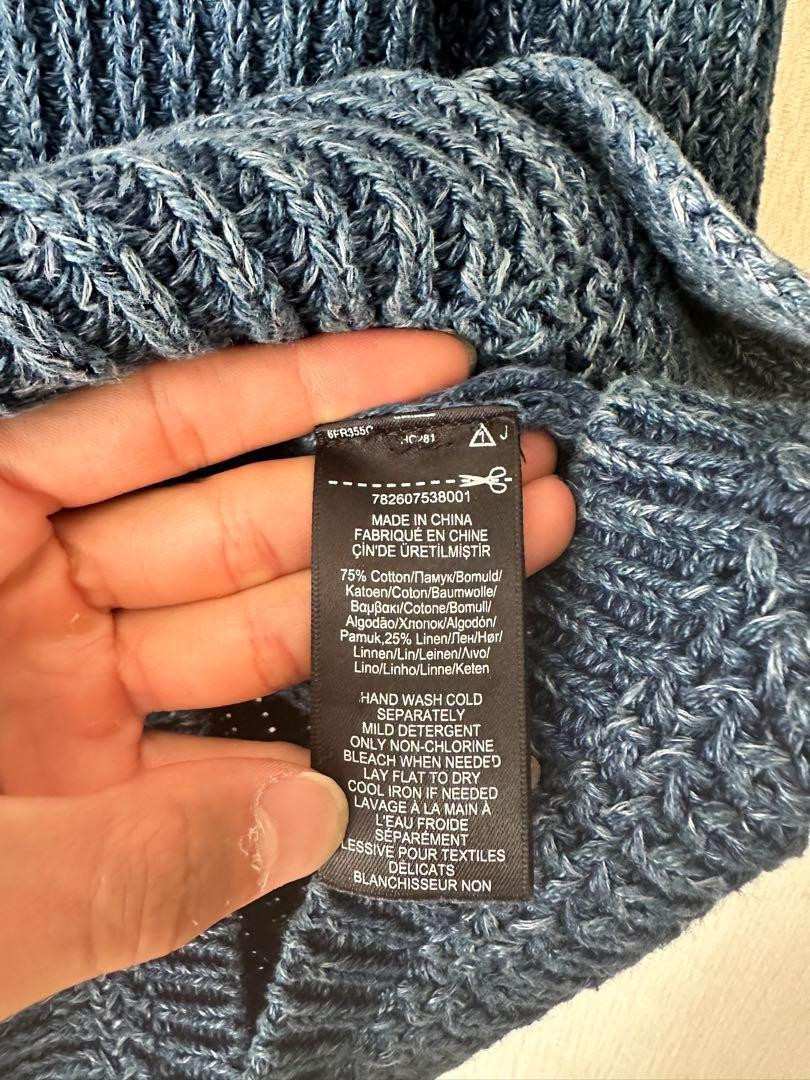 6FR355C HC281 1 J
782607538001
MADE IN CHINA
FABRIQUÉ EN CHINE
ÇİN'DE ÜRETİLMİŞTİR
75% Cotton/Памук/Bomuld/
Katoen/Coton/Baumwolle/
Βαμβακι/Cotone/Bomull/
Algodão/Хлопок/Algodón/
Pamuk,25% Linen/Лен/Hør/
Linnen/Lin/Leinen/Λινο/
Lino/Linho/Linne/Keten
HAND WASH COLD
SEPARATELY
MILD DETERGENT
ONLY NON-CHLORINE
BLEACH WHEN NEEDED
LAY FLAT TO DRY
COOL IRON IF NEEDED
LAVAGE À LA MAIN À
L'EAU FROIDE
SÉPARÉMENT
LESSIVE POUR TEXTILES
DÉLICATS
BLANCHISSEUR NON